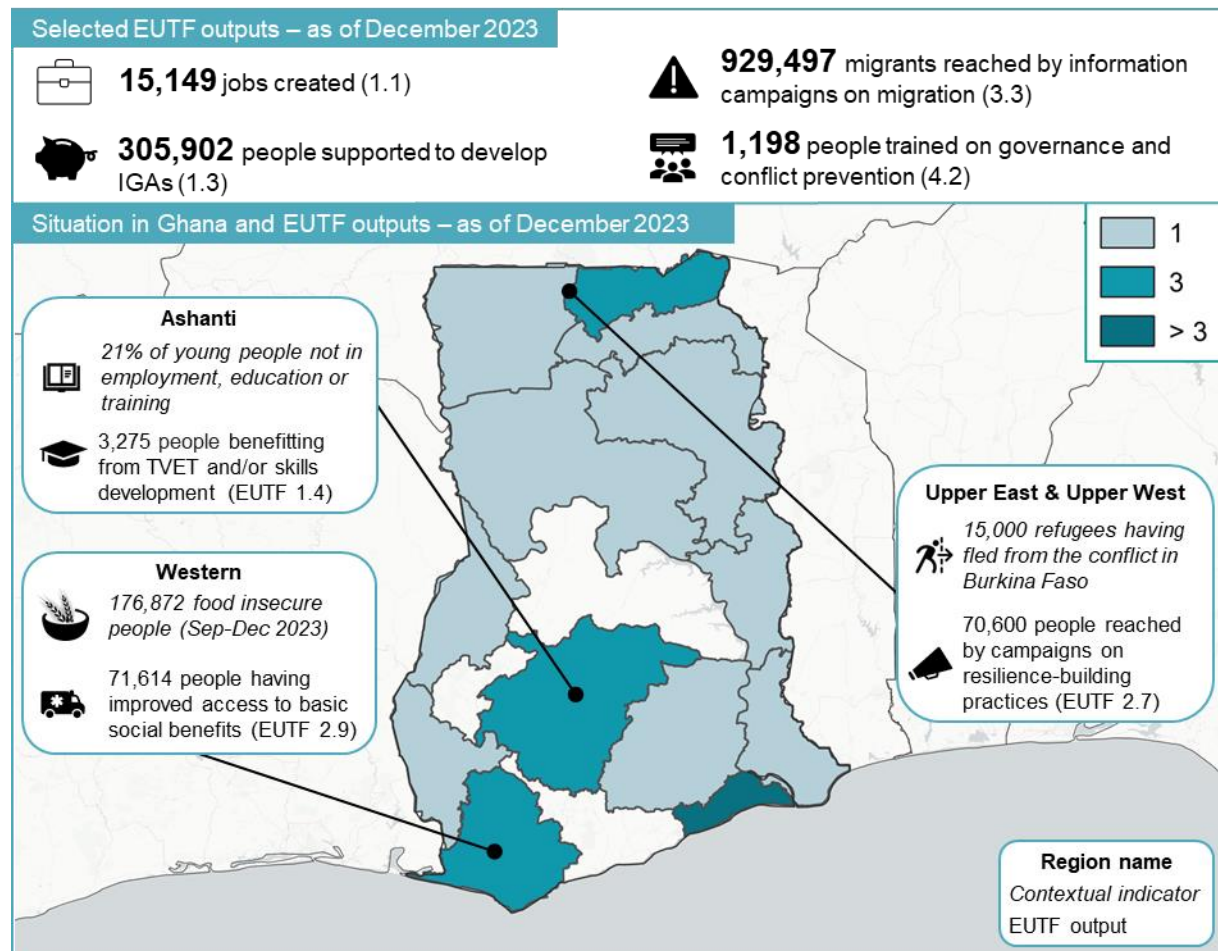 Selected EUTF outputs – as of December 2023
15,149 jobs created (1.1)
305,902 people supported to develop
IGAs (1.3)
929,497 migrants reached by information
campaigns on migration (3.3)
1,198 people trained on governance and
conflict prevention (4.2)
Situation in Ghana and EUTF outputs – as of December 2023
1
3
> 3
Ashanti
21% of young people not in
employment, education or
training
3,275 people benefitting
from TVET and/or skills
development (EUTF 1.4)
Western
176,872 food insecure
people (Sep-Dec 2023)
71,614 people having
improved access to basic
social benefits (EUTF 2.9)
Upper East & Upper West
15,000 refugees having
fled from the conflict in
Burkina Faso
70,600 people reached
by campaigns on
resilience-building
practices (EUTF 2.7)
Region name
Contextual indicator
EUTF output